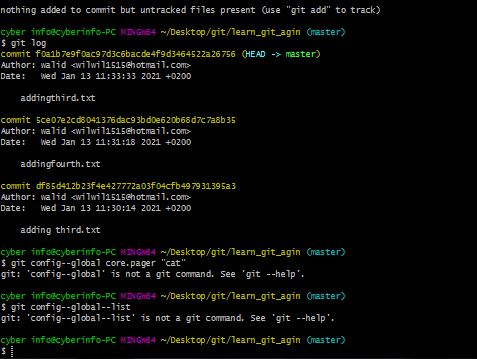 nothing added to commit but untracked files present (use "git add" to track)
cyber info@cyberinfo-PC MINGW64 ~/Desktop/git/learn_git_agin (master)
$ git log
commit f0a1b7e9f0ac97d3c6bacde4f9d3464522a26756 (HEAD -> master)
Author: walid <wilwil1515@hotmail.com>
Date:   Wed Jan 13 11:33:33 2021 +0200
addingthird.txt
commit 5ce07e2cd8041376dac93bd0e620b68d7c7a8b35
Author: walid <wilwil1515@hotmail.com>
Date:   Wed Jan 13 11:31:18 2021 +0200
addingfourth.txt
commit df85d412b23f4e427772a03f04cfb497931395a3
Author: walid <wilwil1515@hotmail.com>
Date:   Wed Jan 13 11:30:14 2021 +0200
adding third.txt
cyber info@cyberinfo-PC MINGW64 ~/Desktop/git/learn_git_agin (master)
$ git config--global core.pager "cat"
git: 'config--global' is not a git command. See 'git --help'.
cyber info@cyberinfo-PC MINGW64 ~/Desktop/git/learn_git_agin (master)
$ git config--global--list
git: 'config--global--list' is not a git command. See 'git --help'.
cyber info@cyberinfo-PC MINGW64 ~/Desktop/git/learn_git_agin (master)
$